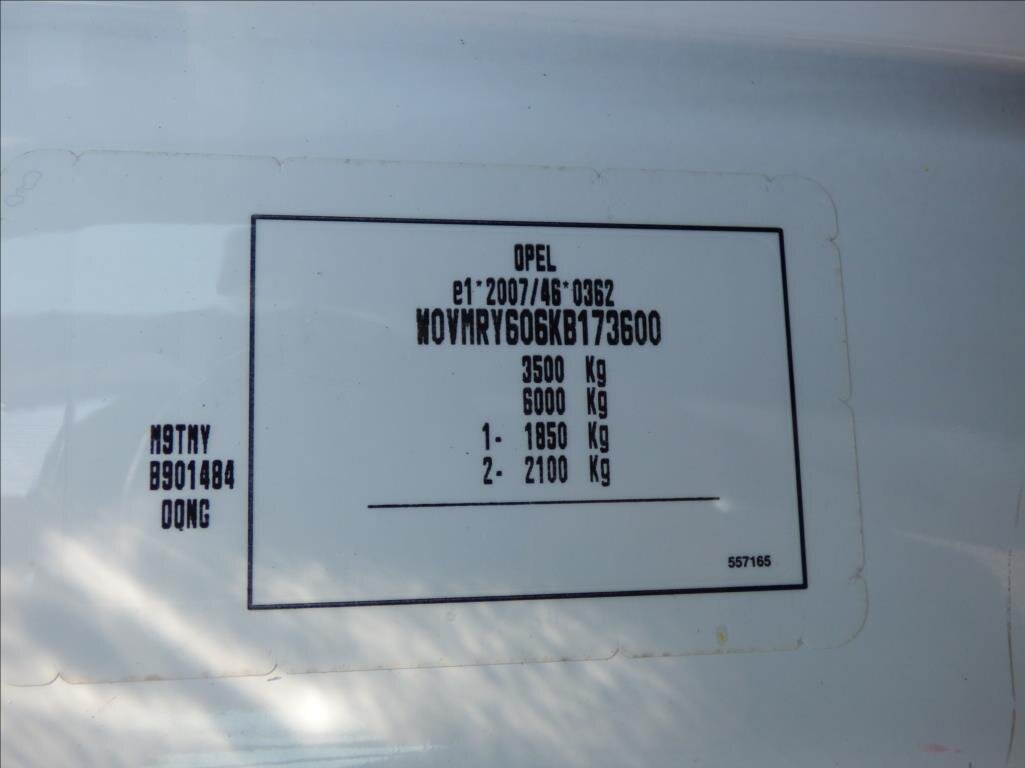 OPEL
e1*2007/46*0362
W0VMRY606KB173600
3500 Kg
6000 Kg
1- 1850 Kg
2- 2100 Kg
M9TMY
B901484
0QNG
557165